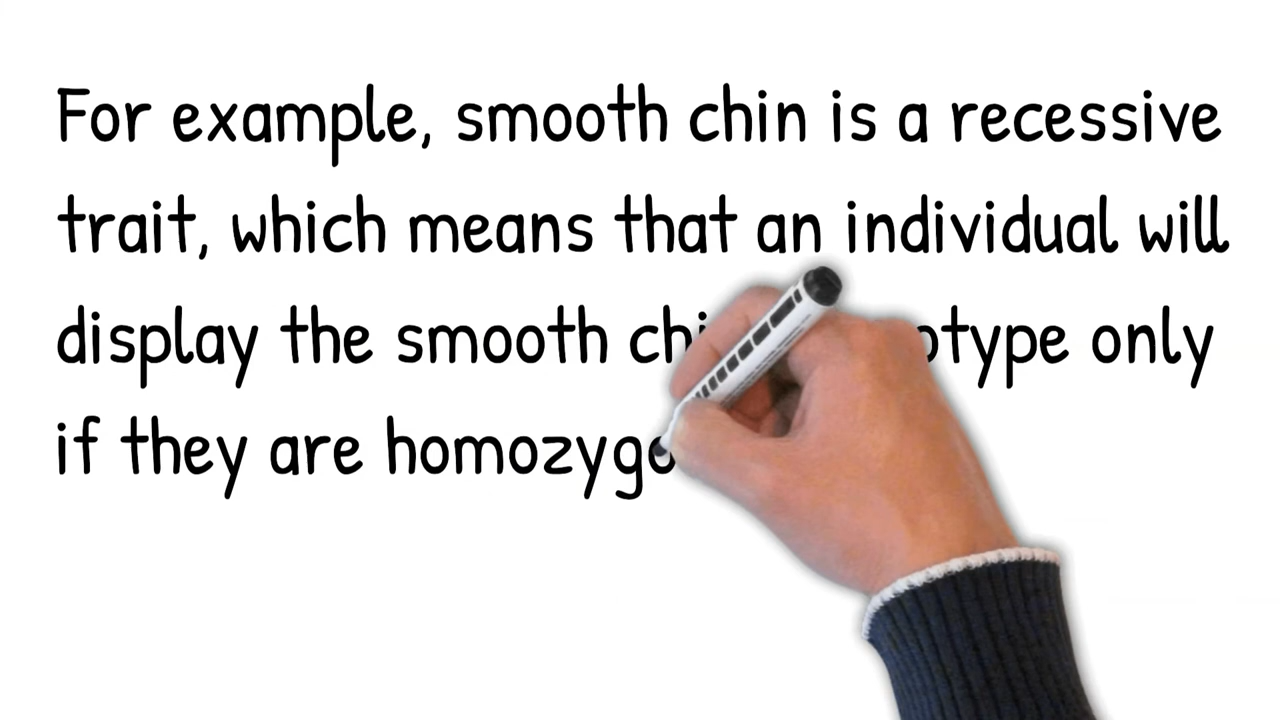 For example, smooth chin is a recessive
trait, which means that an individual will
display the smooth only
if they are